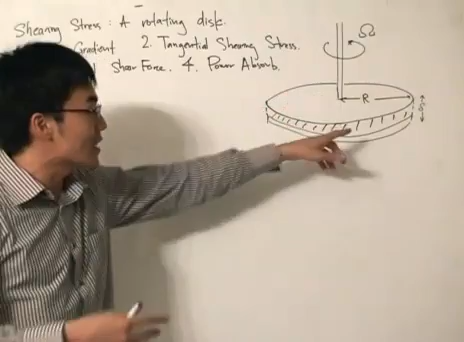 Shearing Stress: A rotating disk.
Gradient 2. Tangential Shearing Stress.
Shear Force. 4. Power Absorb.
Ω
R
δ